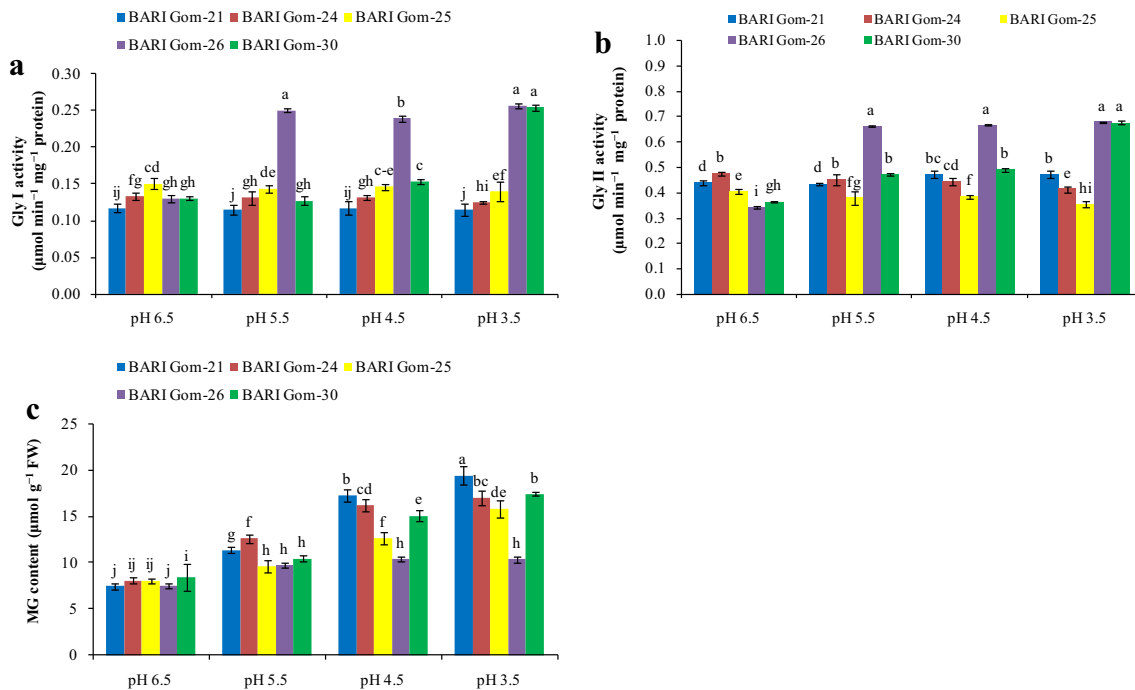 BARI Gom-21 BARI Gom-24 BARI Gom-25
BARI Gom-26 BARI Gom-30
a
Gly I activity
(µmol min⁻¹ mg⁻¹ protein)
0.30
0.25
0.20
0.15
0.10
0.05
0.00
ij fg cd gh gh
j gh de a gh
ij gh c-e b c
j hi ef a a
pH 6.5 pH 5.5 pH 4.5 pH 3.5
BARI Gom-21 BARI Gom-24 BARI Gom-25
BARI Gom-26 BARI Gom-30
b
Gly II activity
(µmol min⁻¹ mg⁻¹ protein)
1.0
0.9
0.8
0.7
0.6
0.5
0.4
0.3
0.2
0.1
0.0
d b e i gh
d b fg a b
bc cd f a b
b e hi a a
pH 6.5 pH 5.5 pH 4.5 pH 3.5
BARI Gom-21 BARI Gom-24 BARI Gom-25
BARI Gom-26 BARI Gom-30
c
MG content (µmol g⁻¹ FW)
25
20
15
10
5
0
j ij ij j i
g f h h h
b cd f h e
a bc de h b
pH 6.5 pH 5.5 pH 4.5 pH 3.5